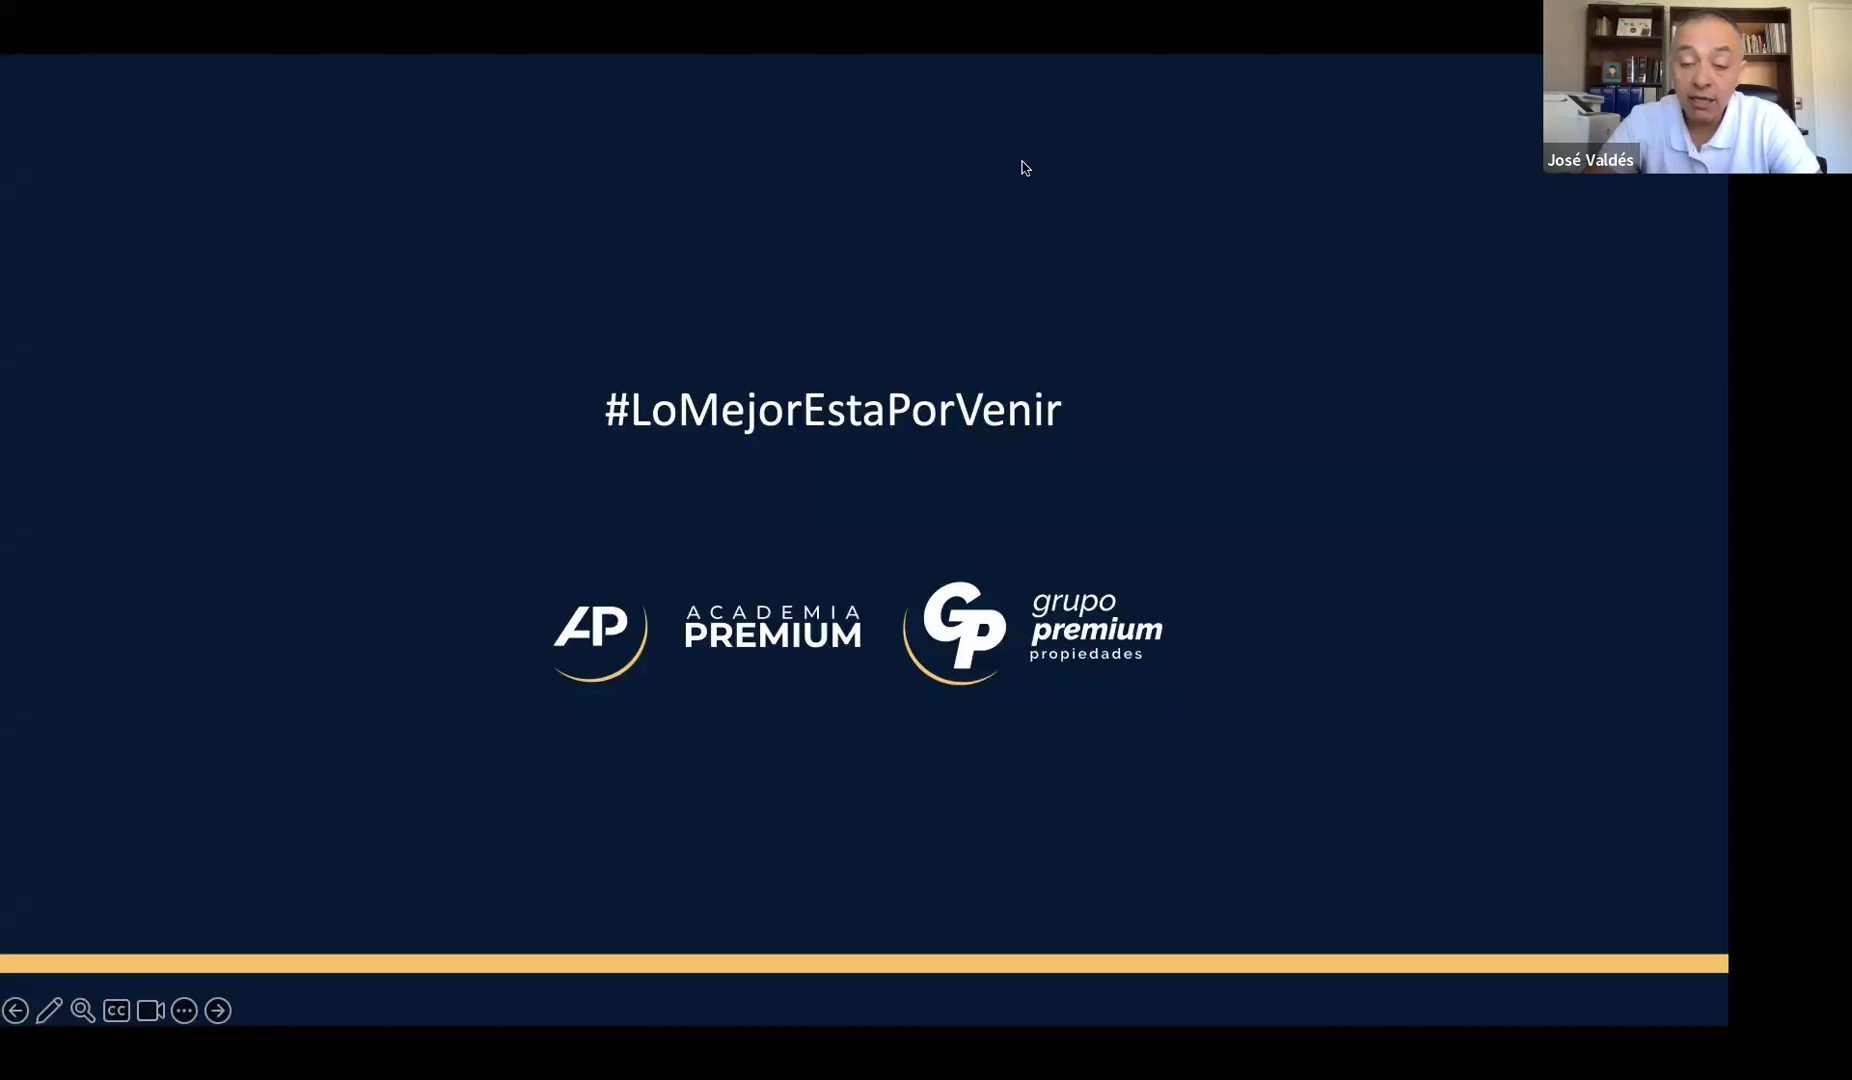 José Valdés
#LoMejorEstaPorVenir
AP
ACADEMIA
PREMIUM
GP
grupo
premium
propiedades
CC